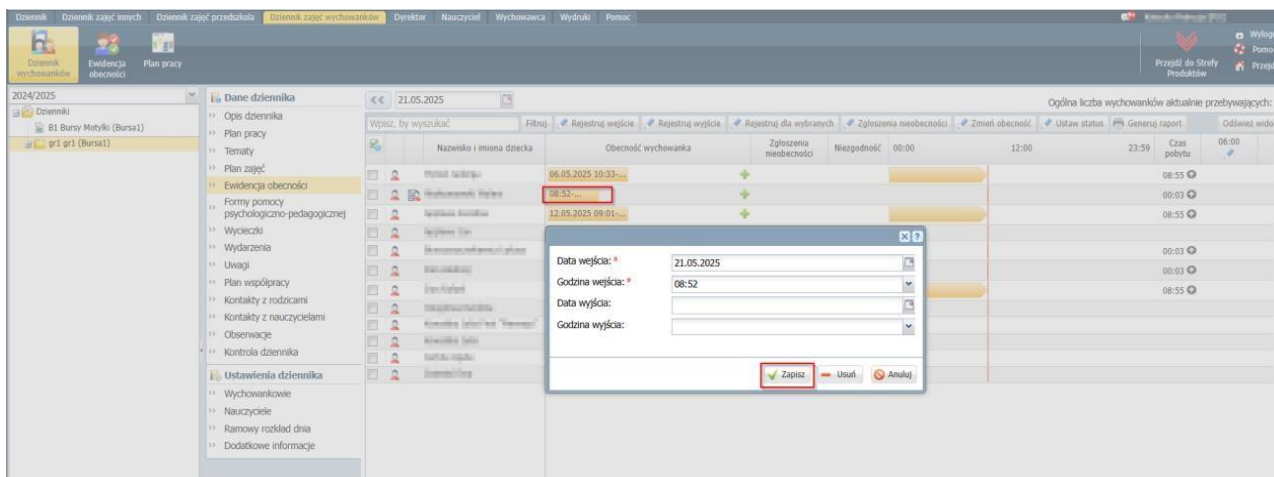 Dziennik Dziennik zajęć innych Dziennik zajęć przedszkola Dziennik zajęć wychowanków Dyrektor Nauczyciel Wychowawca Wydruki Pomoc
Dziennik wychowanków
Ewidencja obecności
Plan pracy
Przejdź do Strefy Produktów
Wylogu
Pomo
Przejd
2024/2025
Dzienniki
B1 Bursy Motylki (Bursa1)
gr1 gr1 (Bursa1)
Dane dziennika
Opis dziennika
Plan pracy
Tematy
Plan zajęć
Ewidencja obecności
Formy pomocy
psychologiczno-pedagogicznej
Wycieczki
Wydarzenia
Uwagi
Plan współpracy
Kontakty z rodzicami
Kontakty z nauczycielami
Obserwacje
Kontrola dziennika
Ustawienia dziennika
Wychowankowie
Nauczyciele
Ramowy rozkład dnia
Dodatkowe informacje
21.05.2025
Ogólna liczba wychowanków aktualnie przebywających:
Wpisz, by wyszukać Filtruj Rejestruj wejście Rejestruj wyjście Rejestruj dla wybranych Zgłoszenia nieobecności Zmień obecność Ustaw status Generuj raport Odśwież wido
Nazwisko i imiona dziecka Obecność wychowanka Zgłoszenia nieobecności Niezgodność 00:00 12:00 23:59 Czas pobytu 06:00
06.05.2025 10:33-... 08:55
08:52-... 00:03
12.05.2025 09:01-... 08:55
00:03
00:03
08:55
Data wejścia: * 21.05.2025
Godzina wejścia: * 08:52
Data wyjścia:
Godzina wyjścia:
Zapisz Usuń Anuluj